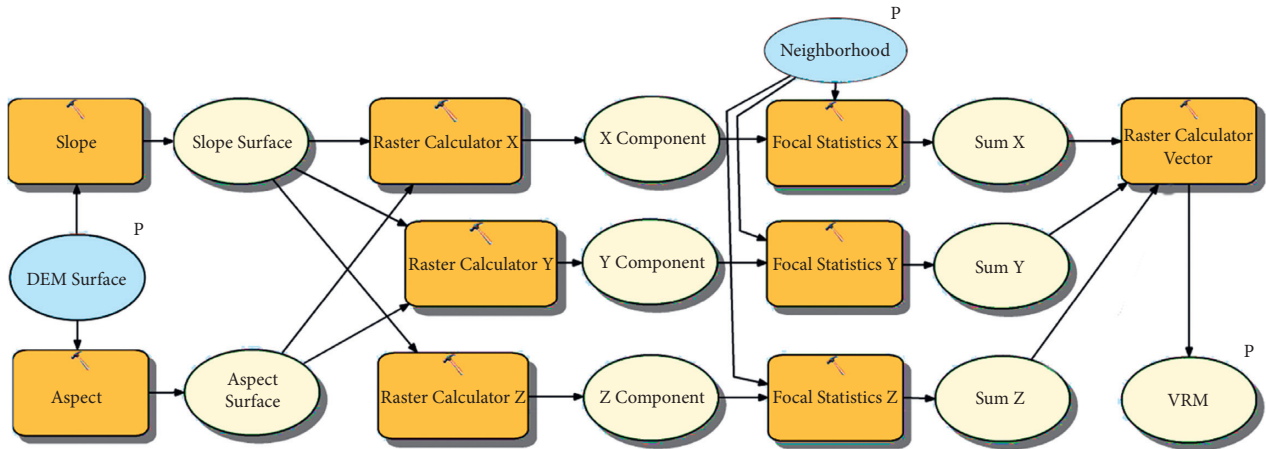 P
Neighborhood
Slope
Slope Surface
Raster Calculator X
X Component
Focal Statistics X
Sum X
Raster Calculator
Vector
P
DEM Surface
Raster Calculator Y
Y Component
Focal Statistics Y
Sum Y
P
Aspect
Aspect
Surface
Raster Calculator Z
Z Component
Focal Statistics Z
Sum Z
VRM